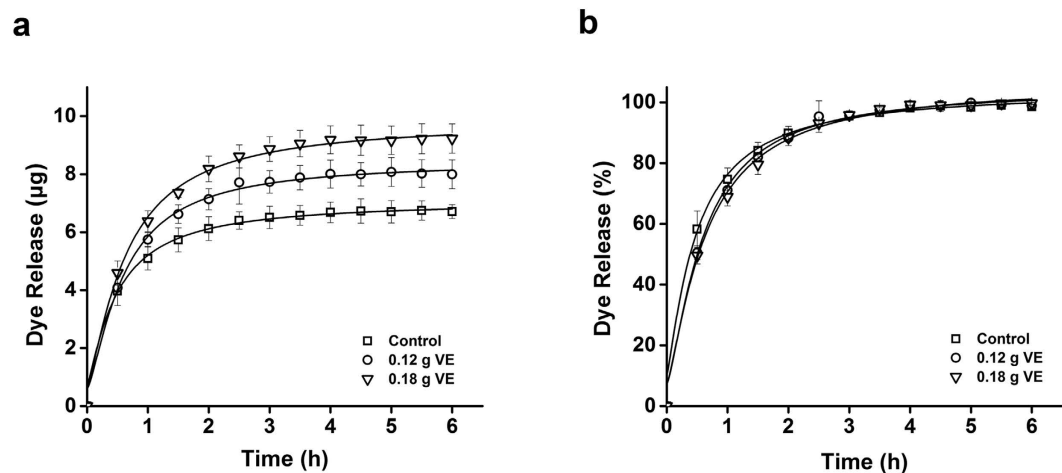 a
10
8
6
4
2
0
Dye Release (µg)
Control
0.12 g VE
0.18 g VE
0 1 2 3 4 5 6
Time (h)
b
100
80
60
40
20
0
Dye Release (%)
Control
0.12 g VE
0.18 g VE
0 1 2 3 4 5 6
Time (h)